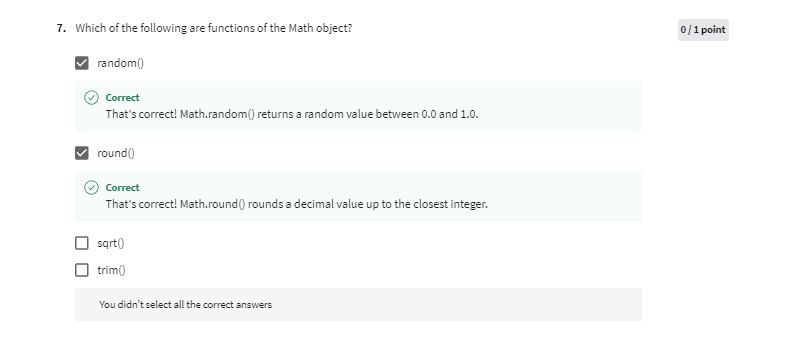 7. Which of the following are functions of the Math object?
0 / 1 point
random()
Correct
That's correct! Math.random() returns a random value between 0.0 and 1.0.
round()
Correct
That's correct! Math.round() rounds a decimal value up to the closest integer.
sqrt()
trim()
You didn't select all the correct answers